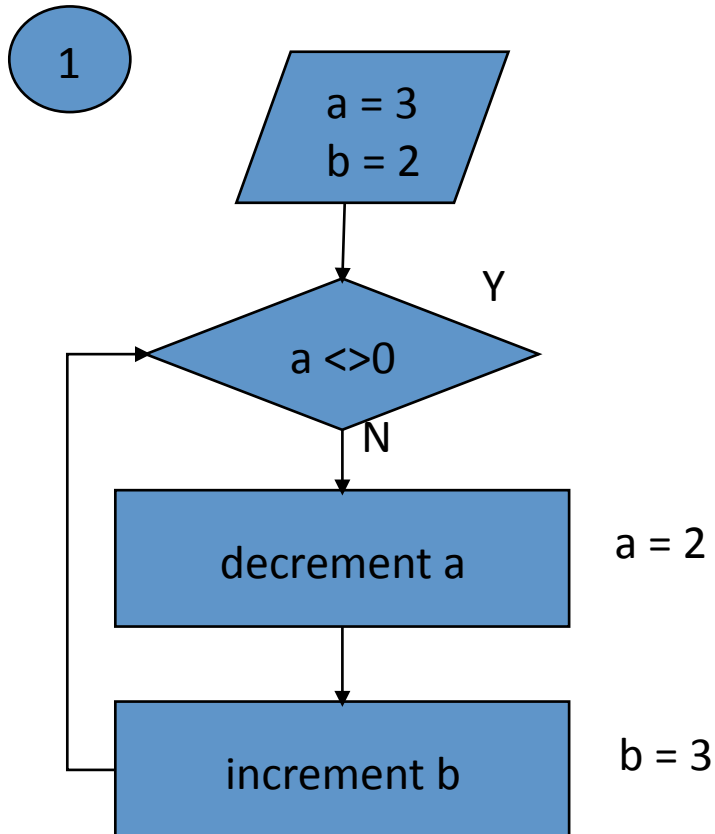 1
a = 3
b = 2
Y
a <>0
N
decrement a
a = 2
increment b
b = 3